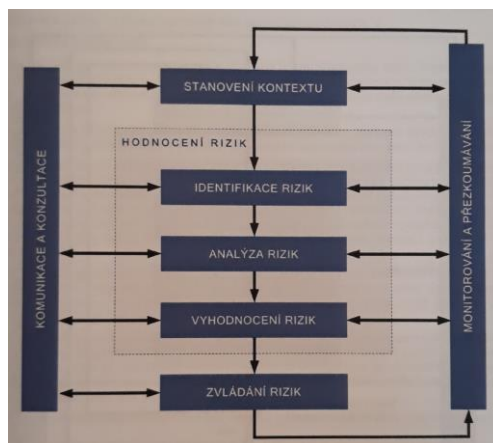 STANOVENÍ KONTEXTU
HODNOCENÍ RIZIK
IDENTIFIKACE RIZIK
ANALÝZA RIZIK
VYHODNOCENÍ RIZIK
ZVLÁDÁNÍ RIZIK
KOMUNIKACE A KONZULTACE
MONITOROVÁNÍ A PŘEZKOUMÁVÁNÍ